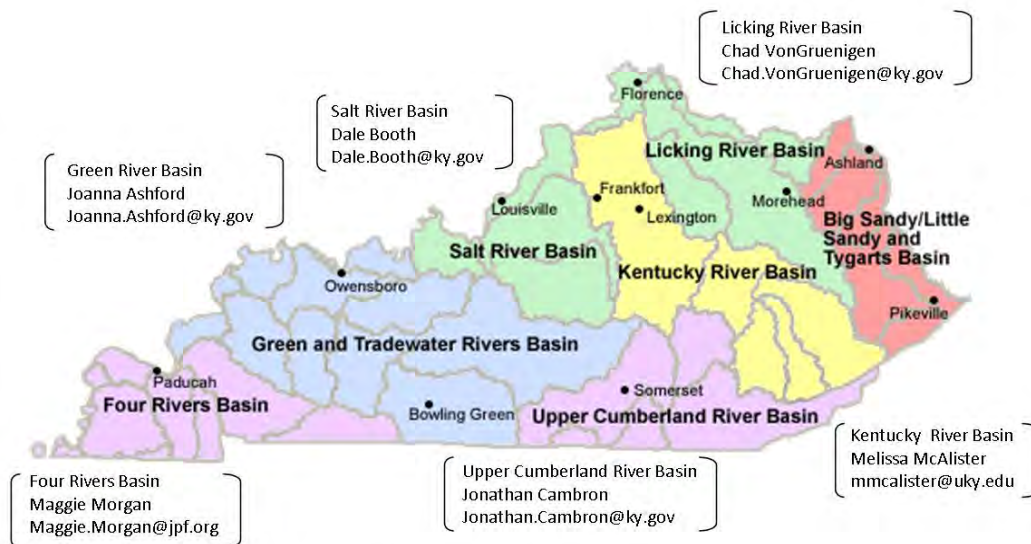 Licking River Basin
Chad VonGruenigen
Chad.VonGruenigen@ky.gov
Salt River Basin
Dale Booth
Dale.Booth@ky.gov
Green River Basin
Joanna Ashford
Joanna.Ashford@ky.gov
Florence
Licking River Basin
Ashland
Frankfort
Morehead
Louisville
Lexington
Big Sandy/Little
Sandy and
Tygarts Basin
Salt River Basin
Kentucky River Basin
Owensboro
Pikeville
Green and Tradewater Rivers Basin
Paducah
Somerset
Four Rivers Basin
Bowling Green
Upper Cumberland River Basin
Kentucky River Basin
Melissa McAlister
mmcalister@uky.edu
Upper Cumberland River Basin
Jonathan Cambron
Jonathan.Cambron@ky.gov
Four Rivers Basin
Maggie Morgan
Maggie.Morgan@jpf.org